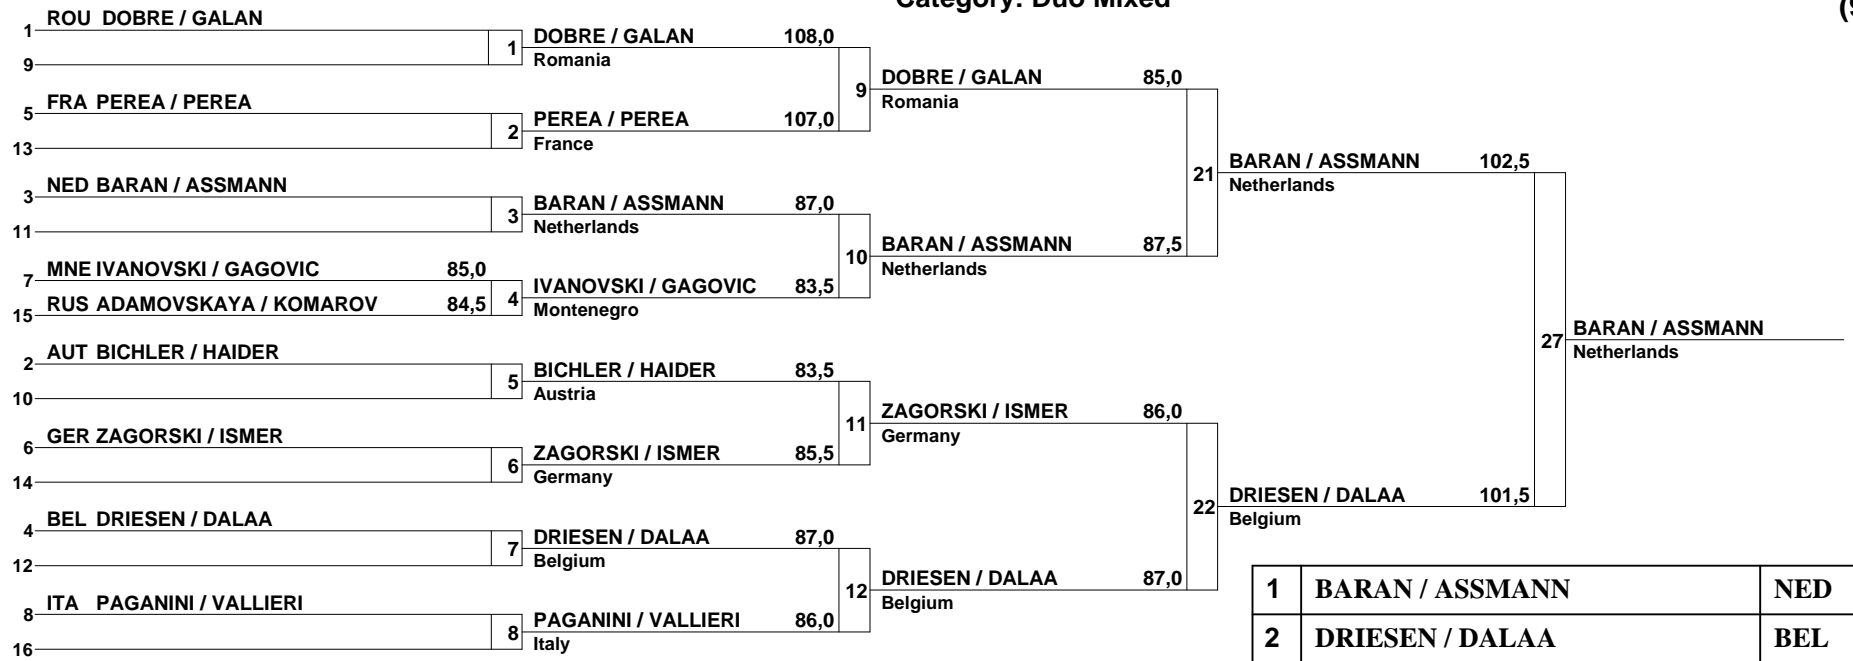 Category: Duo Mixed
(9
1 ROU DOBRE / GALAN
9
1 DOBRE / GALAN 108,0
Romania
5 FRA PEREA / PEREA
13
2 PEREA / PEREA 107,0
France
9 DOBRE / GALAN 85,0
Romania
3 NED BARAN / ASSMANN
11
3 BARAN / ASSMANN 87,0
Netherlands
7 MNE IVANOVSKI / GAGOVIC 85,0
15 RUS ADAMOVSKAYA / KOMAROV 84,5
4 IVANOVSKI / GAGOVIC 83,5
Montenegro
10 BARAN / ASSMANN 87,5
Netherlands
21 BARAN / ASSMANN 102,5
Netherlands
2 AUT BICHLER / HAIDER
10
5 BICHLER / HAIDER 83,5
Austria
6 GER ZAGORSKI / ISMER
14
6 ZAGORSKI / ISMER 85,5
Germany
11 ZAGORSKI / ISMER 86,0
Germany
4 BEL DRIESEN / DALAA
12
7 DRIESEN / DALAA 87,0
Belgium
8 ITA PAGANINI / VALLIERI
16
8 PAGANINI / VALLIERI 86,0
Italy
12 DRIESEN / DALAA 87,0
Belgium
22 DRIESEN / DALAA 101,5
Belgium
27 BARAN / ASSMANN
Netherlands
1 BARAN / ASSMANN NED
2 DRIESEN / DALAA BEL